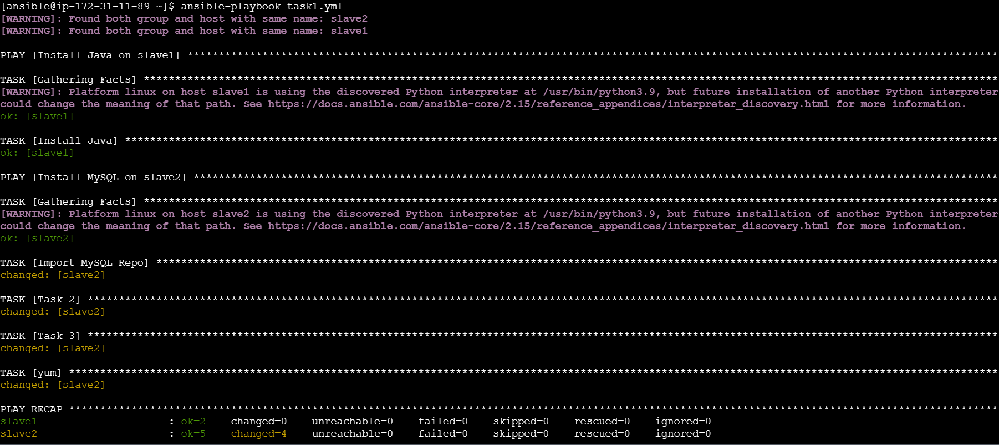 [ansible@ip-172-31-11-89 ~]$ ansible-playbook task1.yml
[WARNING]: Found both group and host with same name: slave2
[WARNING]: Found both group and host with same name: slave1
PLAY [Install Java on slave1] **********************************************************************************************************************************
TASK [Gathering Facts] *****************************************************************************************************************************************
[WARNING]: Platform linux on host slave1 is using the discovered Python interpreter at /usr/bin/python3.9, but future installation of another Python interpreter
could change the meaning of that path. See https://docs.ansible.com/ansible-core/2.15/reference_appendices/interpreter_discovery.html for more information.
ok: [slave1]
TASK [Install Java] ********************************************************************************************************************************************
ok: [slave1]
PLAY [Install MySQL on slave2] *********************************************************************************************************************************
TASK [Gathering Facts] *****************************************************************************************************************************************
[WARNING]: Platform linux on host slave2 is using the discovered Python interpreter at /usr/bin/python3.9, but future installation of another Python interpreter
could change the meaning of that path. See https://docs.ansible.com/ansible-core/2.15/reference_appendices/interpreter_discovery.html for more information.
ok: [slave2]
TASK [Import MySQL Repo] ***************************************************************************************************************************************
changed: [slave2]
TASK [Task 2] **************************************************************************************************************************************************
changed: [slave2]
TASK [Task 3] **************************************************************************************************************************************************
changed: [slave2]
TASK [yum] *****************************************************************************************************************************************************
changed: [slave2]
PLAY RECAP *****************************************************************************************************************************************************
slave1                     : ok=2    changed=0    unreachable=0    failed=0    skipped=0    rescued=0    ignored=0
slave2                     : ok=5    changed=4    unreachable=0    failed=0    skipped=0    rescued=0    ignored=0